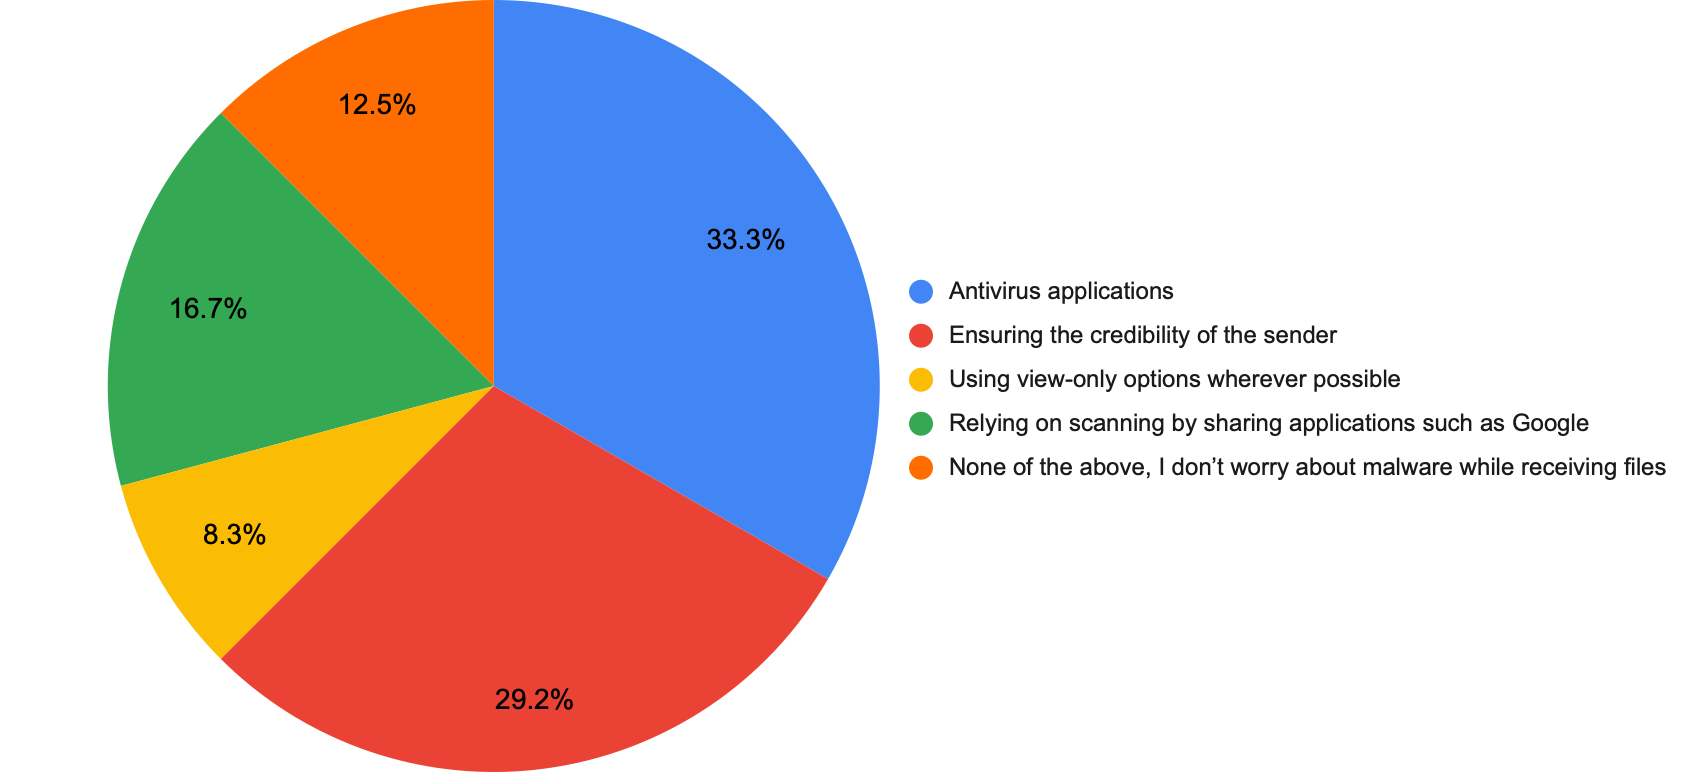 12.5%
33.3%
16.7%
8.3%
29.2%
Antivirus applications
Ensuring the credibility of the sender
Using view-only options wherever possible
Relying on scanning by sharing applications such as Google
None of the above, I don’t worry about malware while receiving files